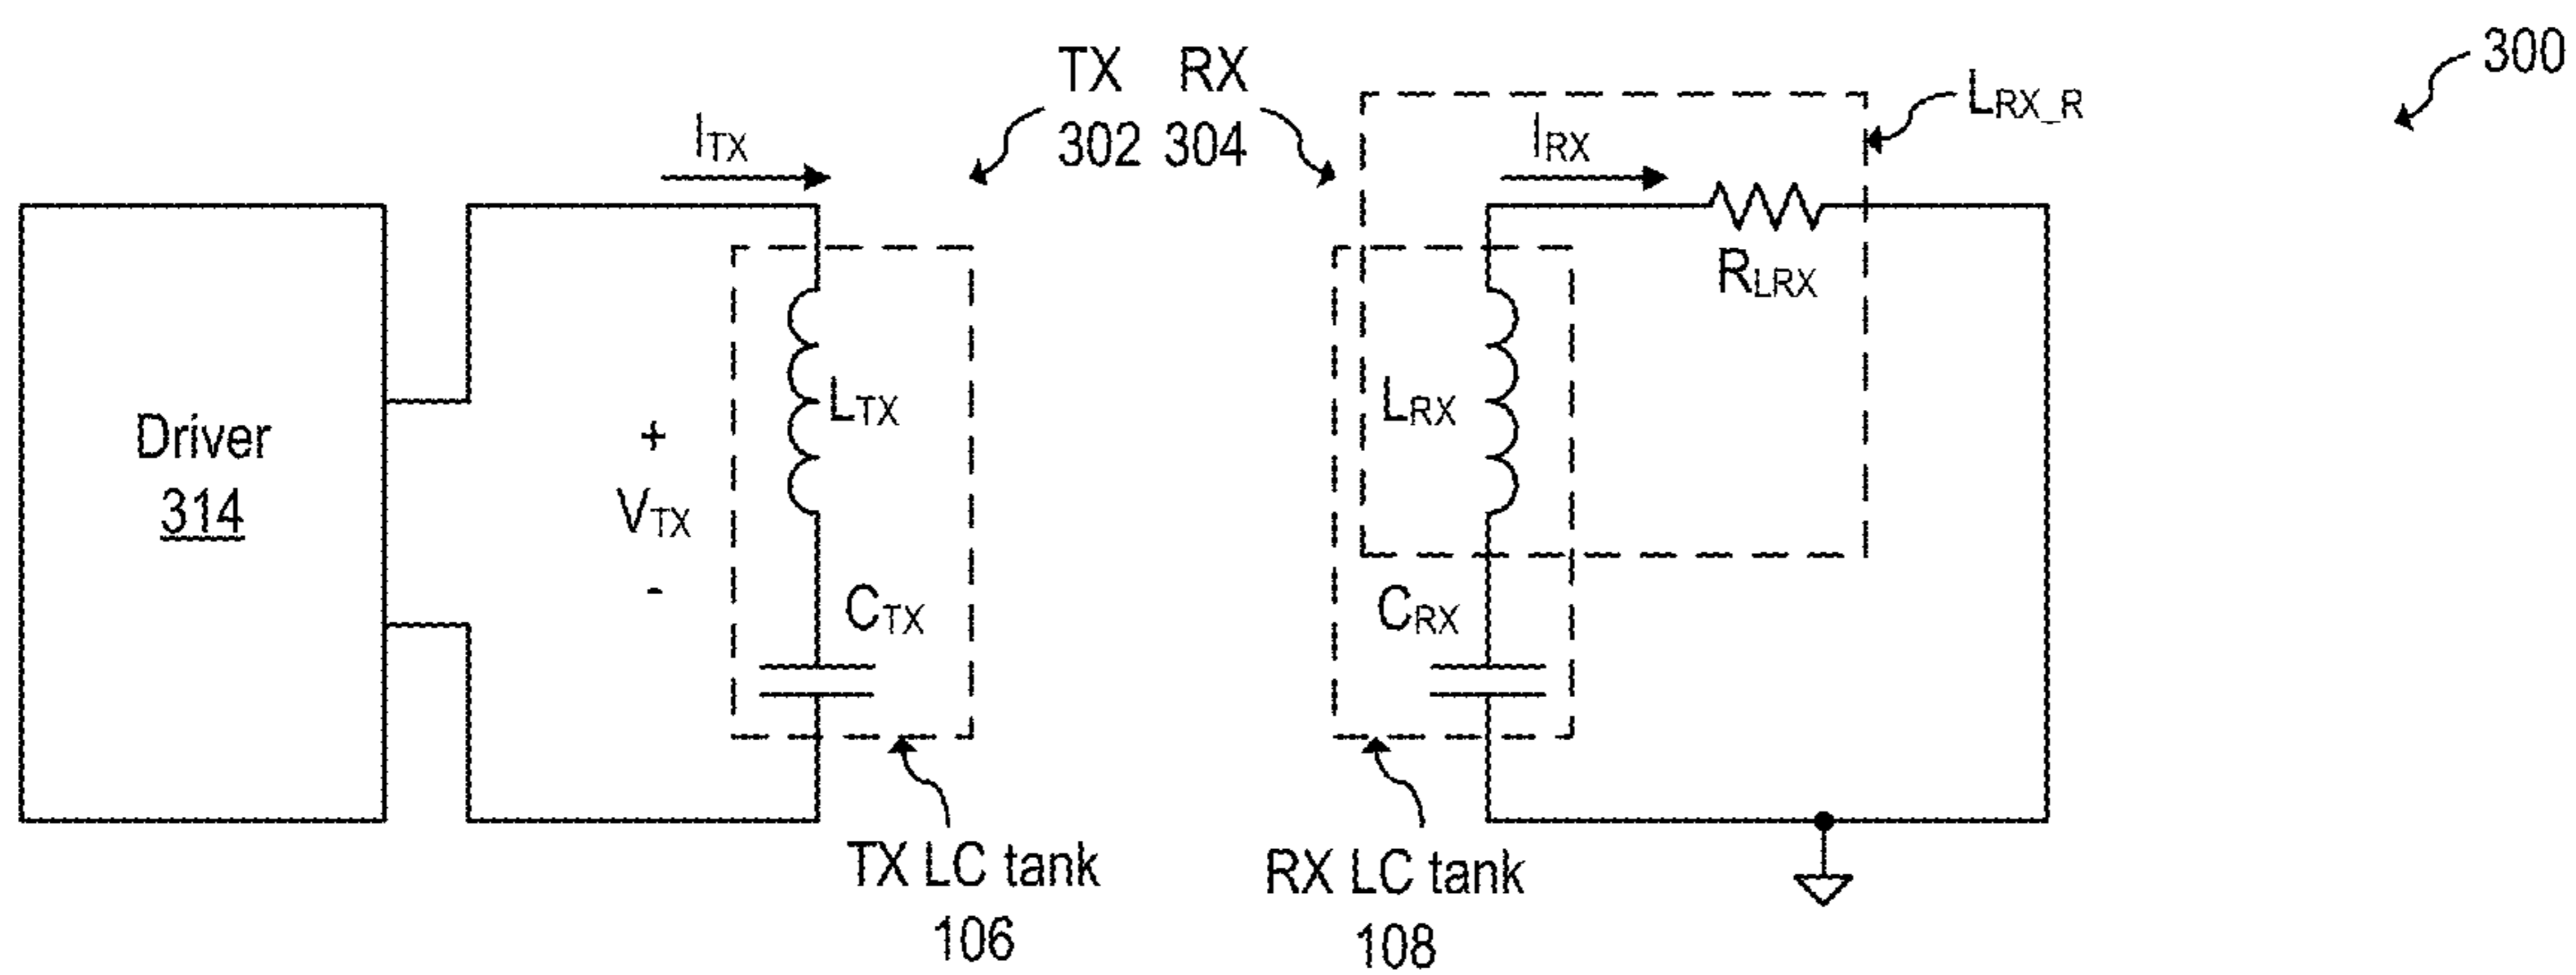 300
TX RX
302 304
LRX_R
ITX
IRX
RLRX
Driver
314
+
VTX
-
LTX
LRX
CTX
CRX
TX LC tank
106
RX LC tank
108